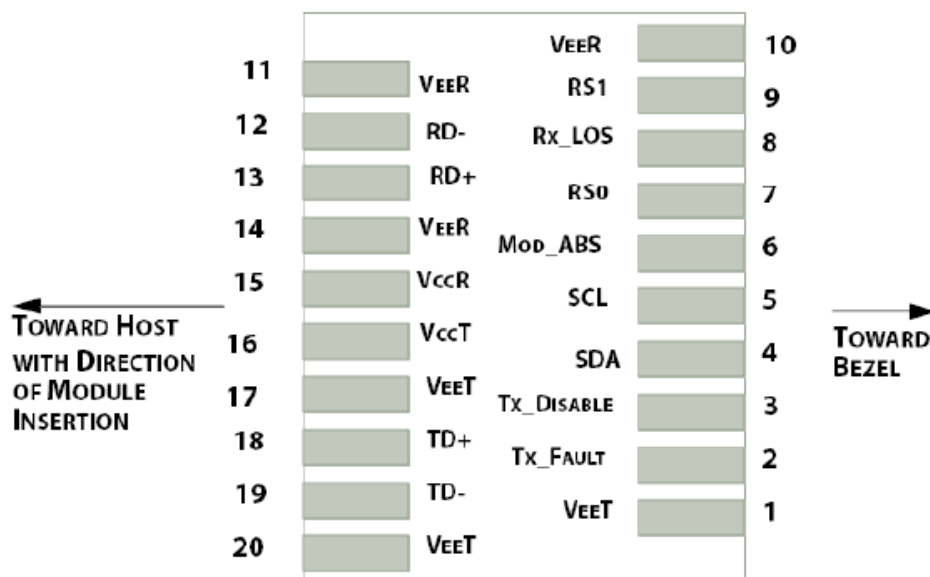 VEER 10
11 VEER
RS1 9
12 RD-
RX_LOS 8
13 RD+
RS0 7
14 VEER
MOD_ABS 6
15 VCCR
SCL 5
TOWARD HOST
WITH DIRECTION
OF MODULE
INSERTION
TOWARD
BEZEL
16 VCCT
SDA 4
17 VEET
TX_DISABLE 3
18 TD+
TX_FAULT 2
19 TD-
VEET 1
20 VEET